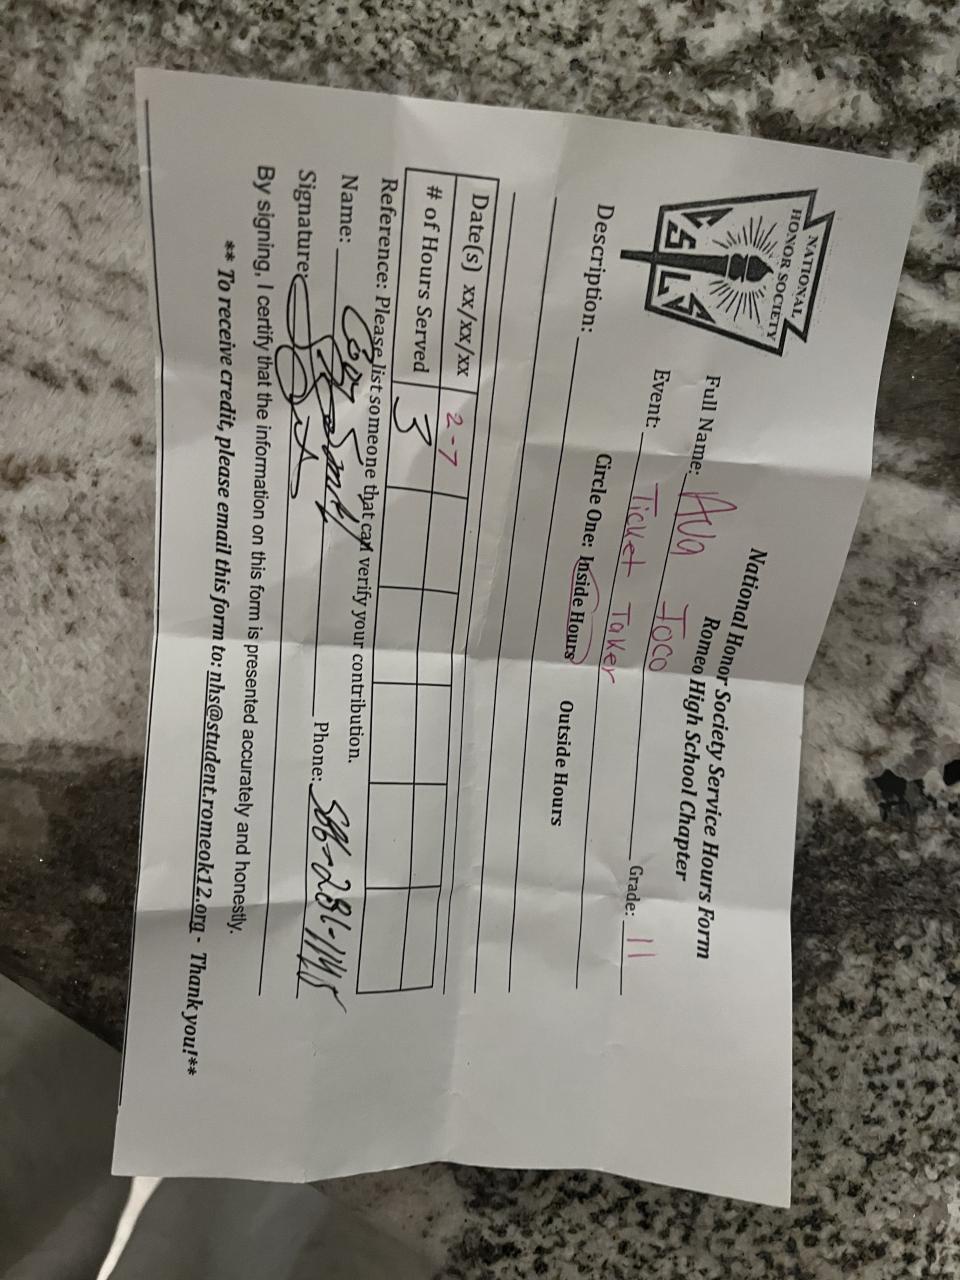 National Honor Society Service Hours Form
Romeo High School Chapter
NATIONAL
HONOR SOCIETY
C S L S
Full Name: Ava Joco Grade: 11
Event: Ticket Taker
Circle One: Inside Hours Outside Hours
Description:
Date(s) xx/xx/xx 2-7
# of Hours Served 3
Reference: Please list someone that can verify your contribution.
Name: Phone:
Signature:
By signing, I certify that the information on this form is presented accurately and honestly.
** To receive credit, please email this form to: nhs@student.romeok12.org - Thank you!**